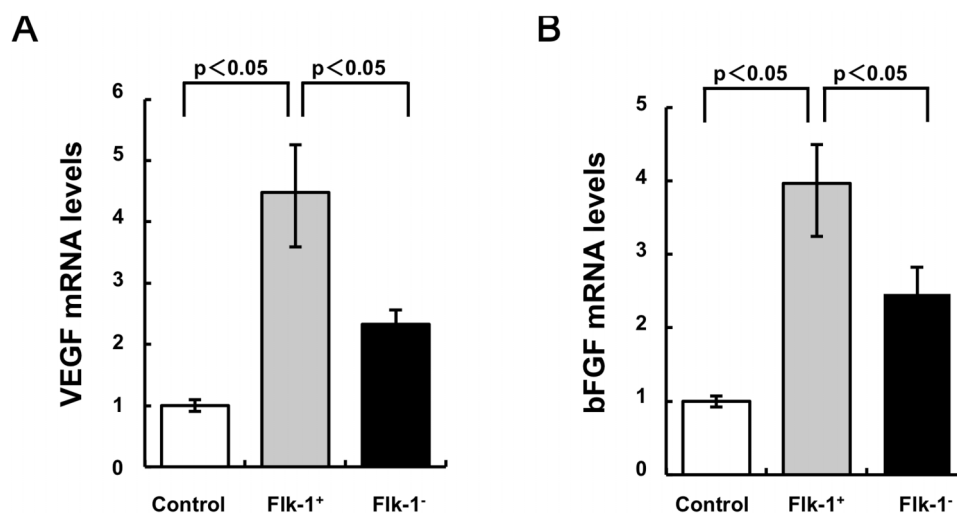 A
p<0.05 p<0.05
VEGF mRNA levels
6
5
4
3
2
1
0
Control Flk-1⁺ Flk-1⁻
B
p<0.05 p<0.05
bFGF mRNA levels
5
4
3
2
1
0
Control Flk-1⁺ Flk-1⁻